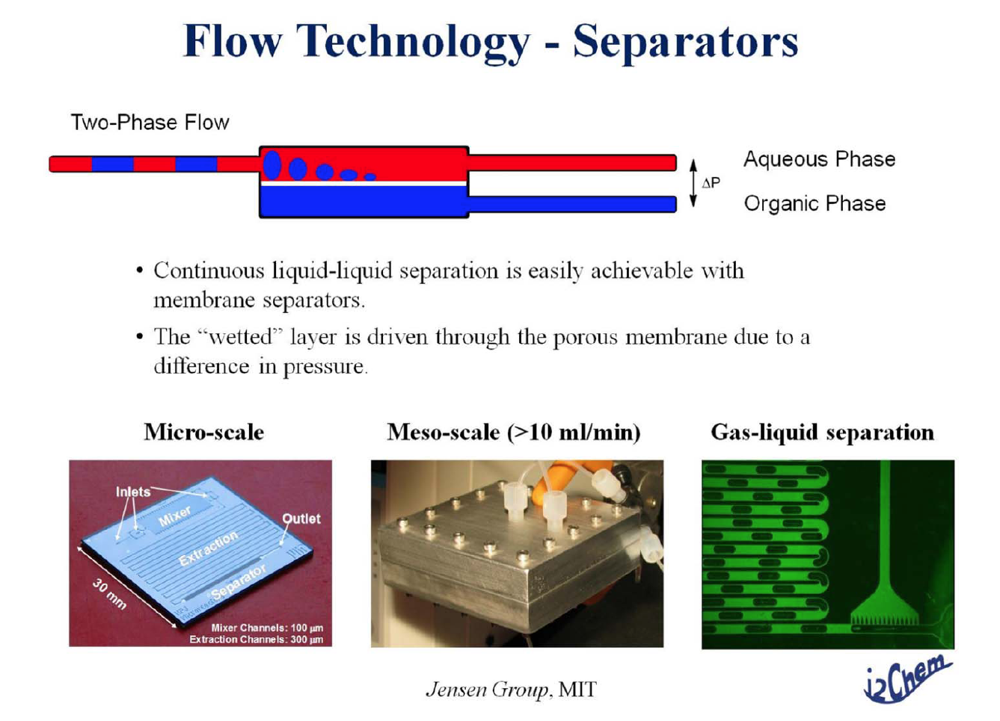 Flow Technology - Separators
Two-Phase Flow
Aqueous Phase
ΔP
Organic Phase
• Continuous liquid-liquid separation is easily achievable with
membrane separators.
• The “wetted” layer is driven through the porous membrane due to a
difference in pressure.
Micro-scale
Meso-scale (>10 ml/min)
Gas-liquid separation
Inlets
Mixer
Outlet
Extraction
Separator
30 mm
Mixer Channels: 100 μm
Extraction Channels: 300 μm
Jensen Group, MIT
i2Chem